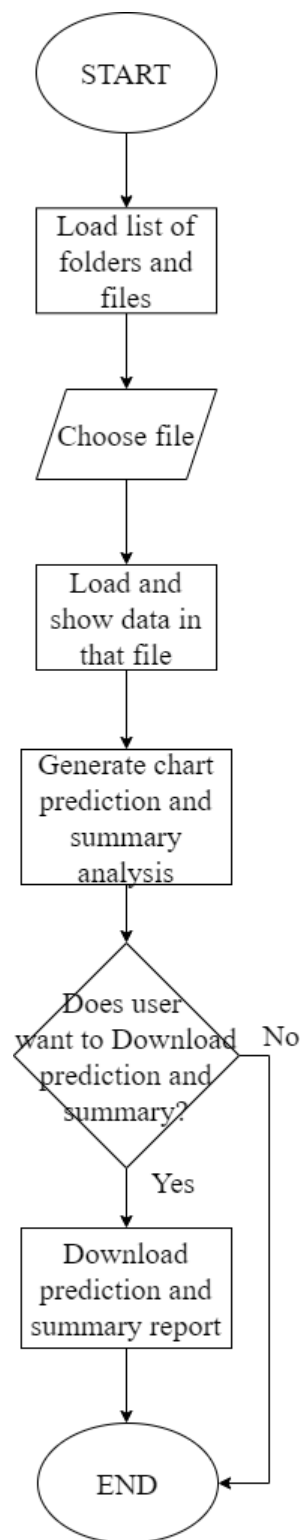 START
Load list of
folders and
files
Choose file
Load and
show data in
that file
Generate chart
prediction and
summary
analysis
Does user
want to Download
prediction and
summary?
No
Yes
Download
prediction and
summary report
END